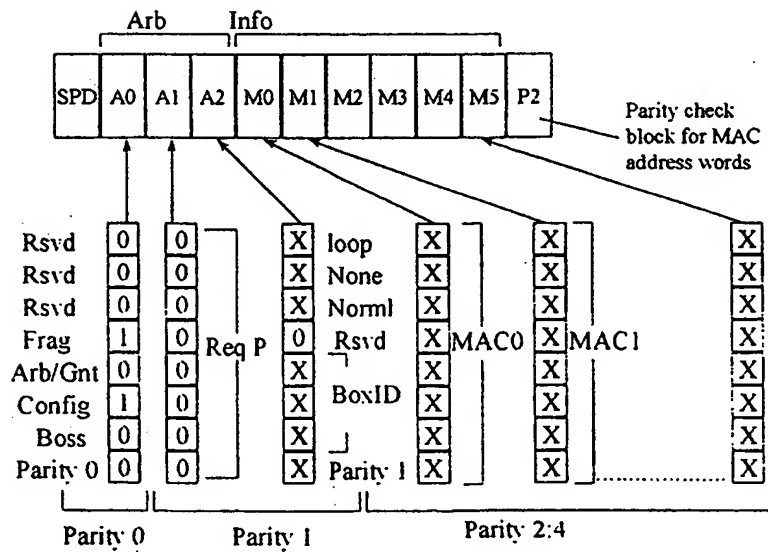 Arb Info
SPD A0 A1 A2 M0 M1 M2 M3 M4 M5 P2
Parity check
block for MAC
address words
Rsvd 0 0 X loop X X X
Rsvd 0 0 X None X X X
Rsvd 0 0 X Norml X X X
Frag 1 0 Req P 0 Rsvd X MAC0 X MAC1 X
Arb/Gnt 0 0 X X X X
Config 1 0 X BoxID X X X
Boss 0 0 X X X X
Parity 0 0 0 X Parity 1 X X X
Parity 0 Parity 1 Parity 2:4